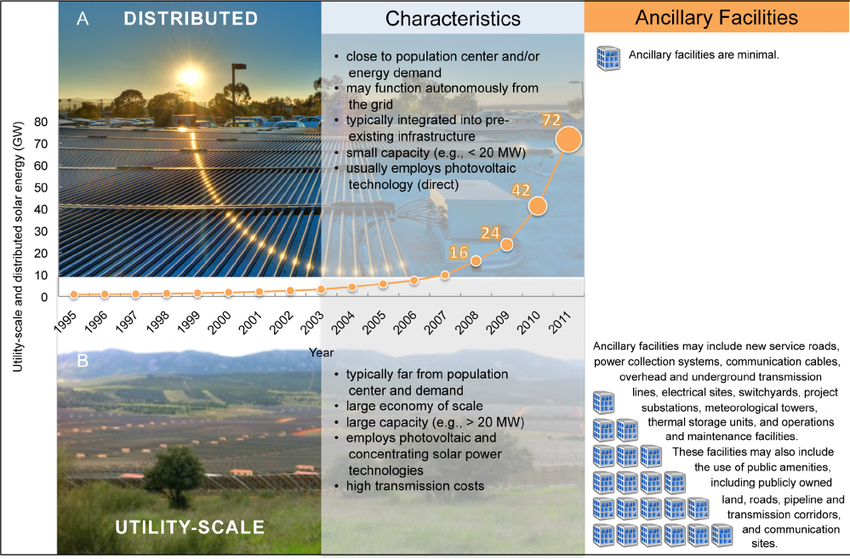 A
DISTRIBUTED
Characteristics
Ancillary Facilities
• close to population center and/or
energy demand
• may function autonomously from
the grid
• typically integrated into pre-
existing infrastructure
• small capacity (e.g., < 20 MW)
• usually employs photovoltaic
technology (direct)
Ancillary facilities are minimal.
Utility-scale and distributed solar energy (GW)
80
70
60
50
40
30
20
10
0
16
24
42
72
1995 1996 1997 1998 1999 2000 2001 2002 2003 2004 2005 2006 2007 2008 2009 2010 2011
Year
B
• typically far from population
center and demand
• large economy of scale
• large capacity (e.g., > 20 MW)
• employs photovoltaic and
concentrating solar power
technologies
• high transmission costs
UTILITY-SCALE
Ancillary facilities may include new service roads,
power collection systems, communication cables,
overhead and underground transmission
lines, electrical sites, switchyards, project
substations, meteorological towers,
thermal storage units, and operations
and maintenance facilities.
These facilities may also include
the use of public amenities,
including publicly owned
land, roads, pipeline and
transmission corridors,
and communication
sites.